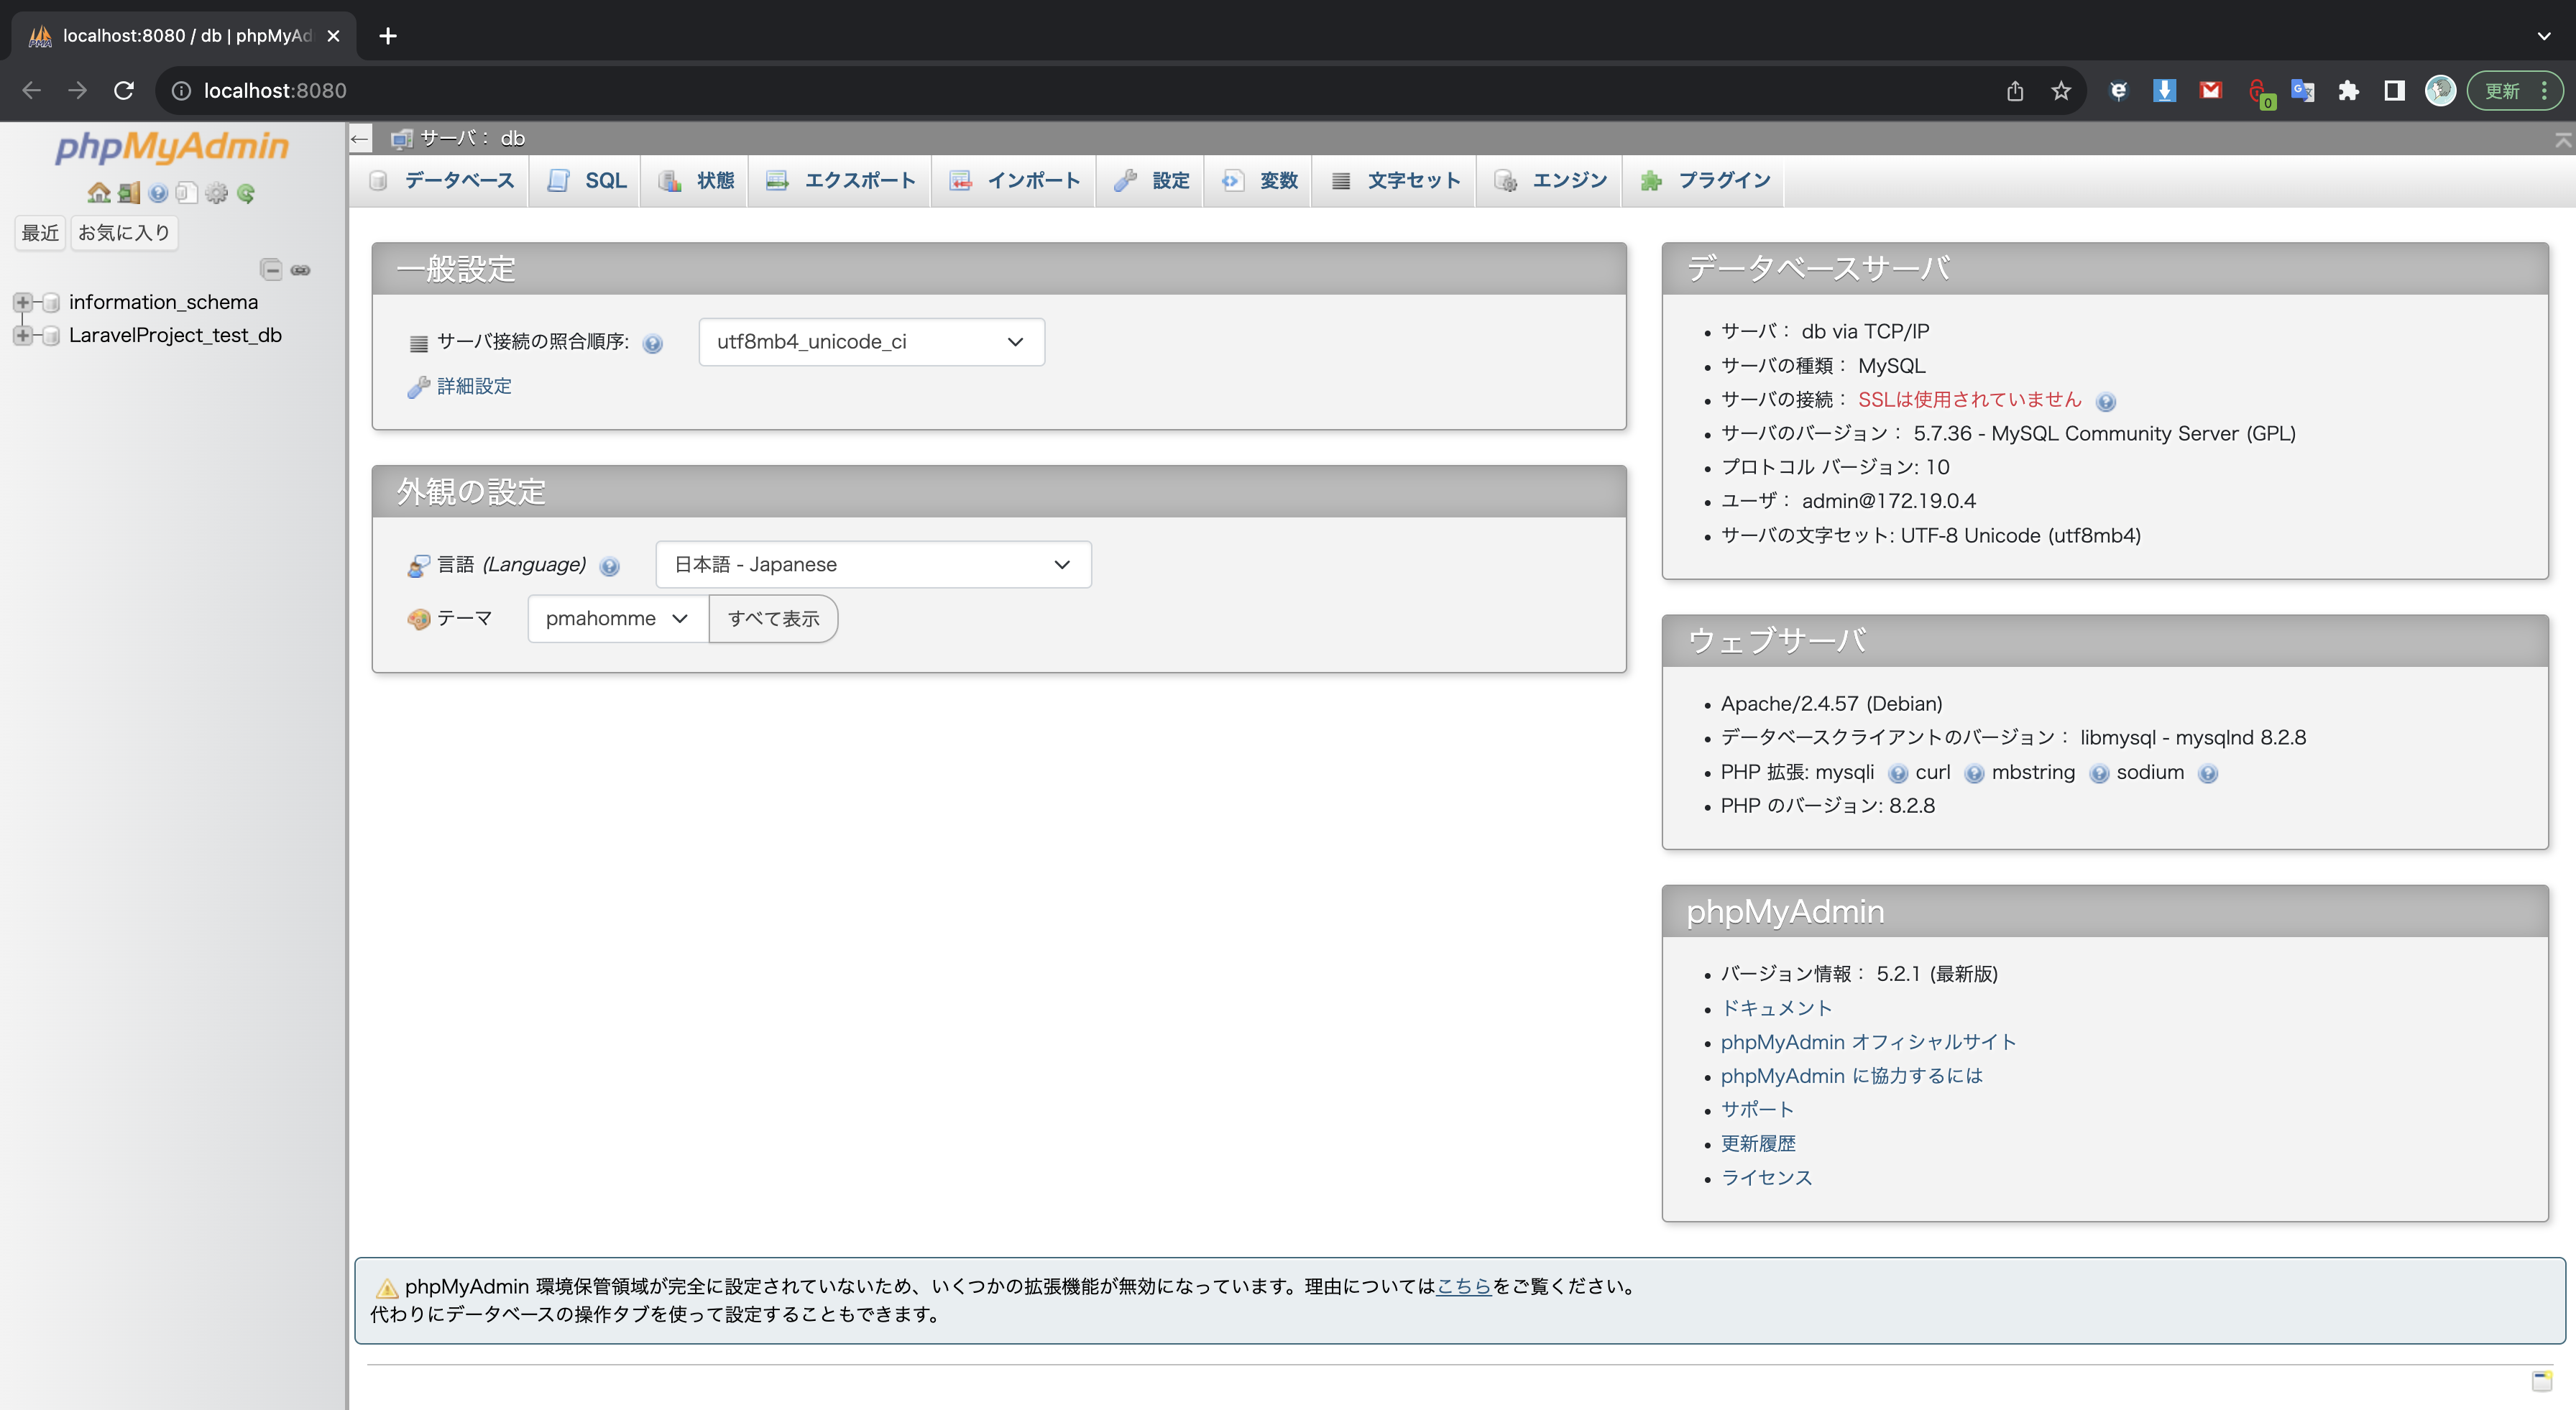 localhost:8080 / db | phpMyAd
localhost:8080
更新
0
phpMyAdmin
最近 お気に入り
information_schema
LaravelProject_test_db
サーバ： db
データベース SQL 状態 エクスポート インポート 設定 変数 文字セット エンジン プラグイン
一般設定
サーバ接続の照合順序: utf8mb4_unicode_ci
詳細設定
外観の設定
言語 (Language) 日本語 - Japanese
テーマ pmahomme すべて表示
データベースサーバ
サーバ： db via TCP/IP
サーバの種類： MySQL
サーバの接続： SSLは使用されていません
サーバのバージョン： 5.7.36 - MySQL Community Server (GPL)
プロトコル バージョン: 10
ユーザ： admin@172.19.0.4
サーバの文字セット: UTF-8 Unicode (utf8mb4)
ウェブサーバ
Apache/2.4.57 (Debian)
データベースクライアントのバージョン： libmysql - mysqlnd 8.2.8
PHP 拡張: mysqli curl mbstring sodium
PHP のバージョン: 8.2.8
phpMyAdmin
バージョン情報： 5.2.1 (最新版)
ドキュメント
phpMyAdmin オフィシャルサイト
phpMyAdmin に協力するには
サポート
更新履歴
ライセンス
phpMyAdmin 環境保管領域が完全に設定されていないため、いくつかの拡張機能が無効になっています。理由についてはこちらをご覧ください。
代わりにデータベースの操作タブを使って設定することもできます。